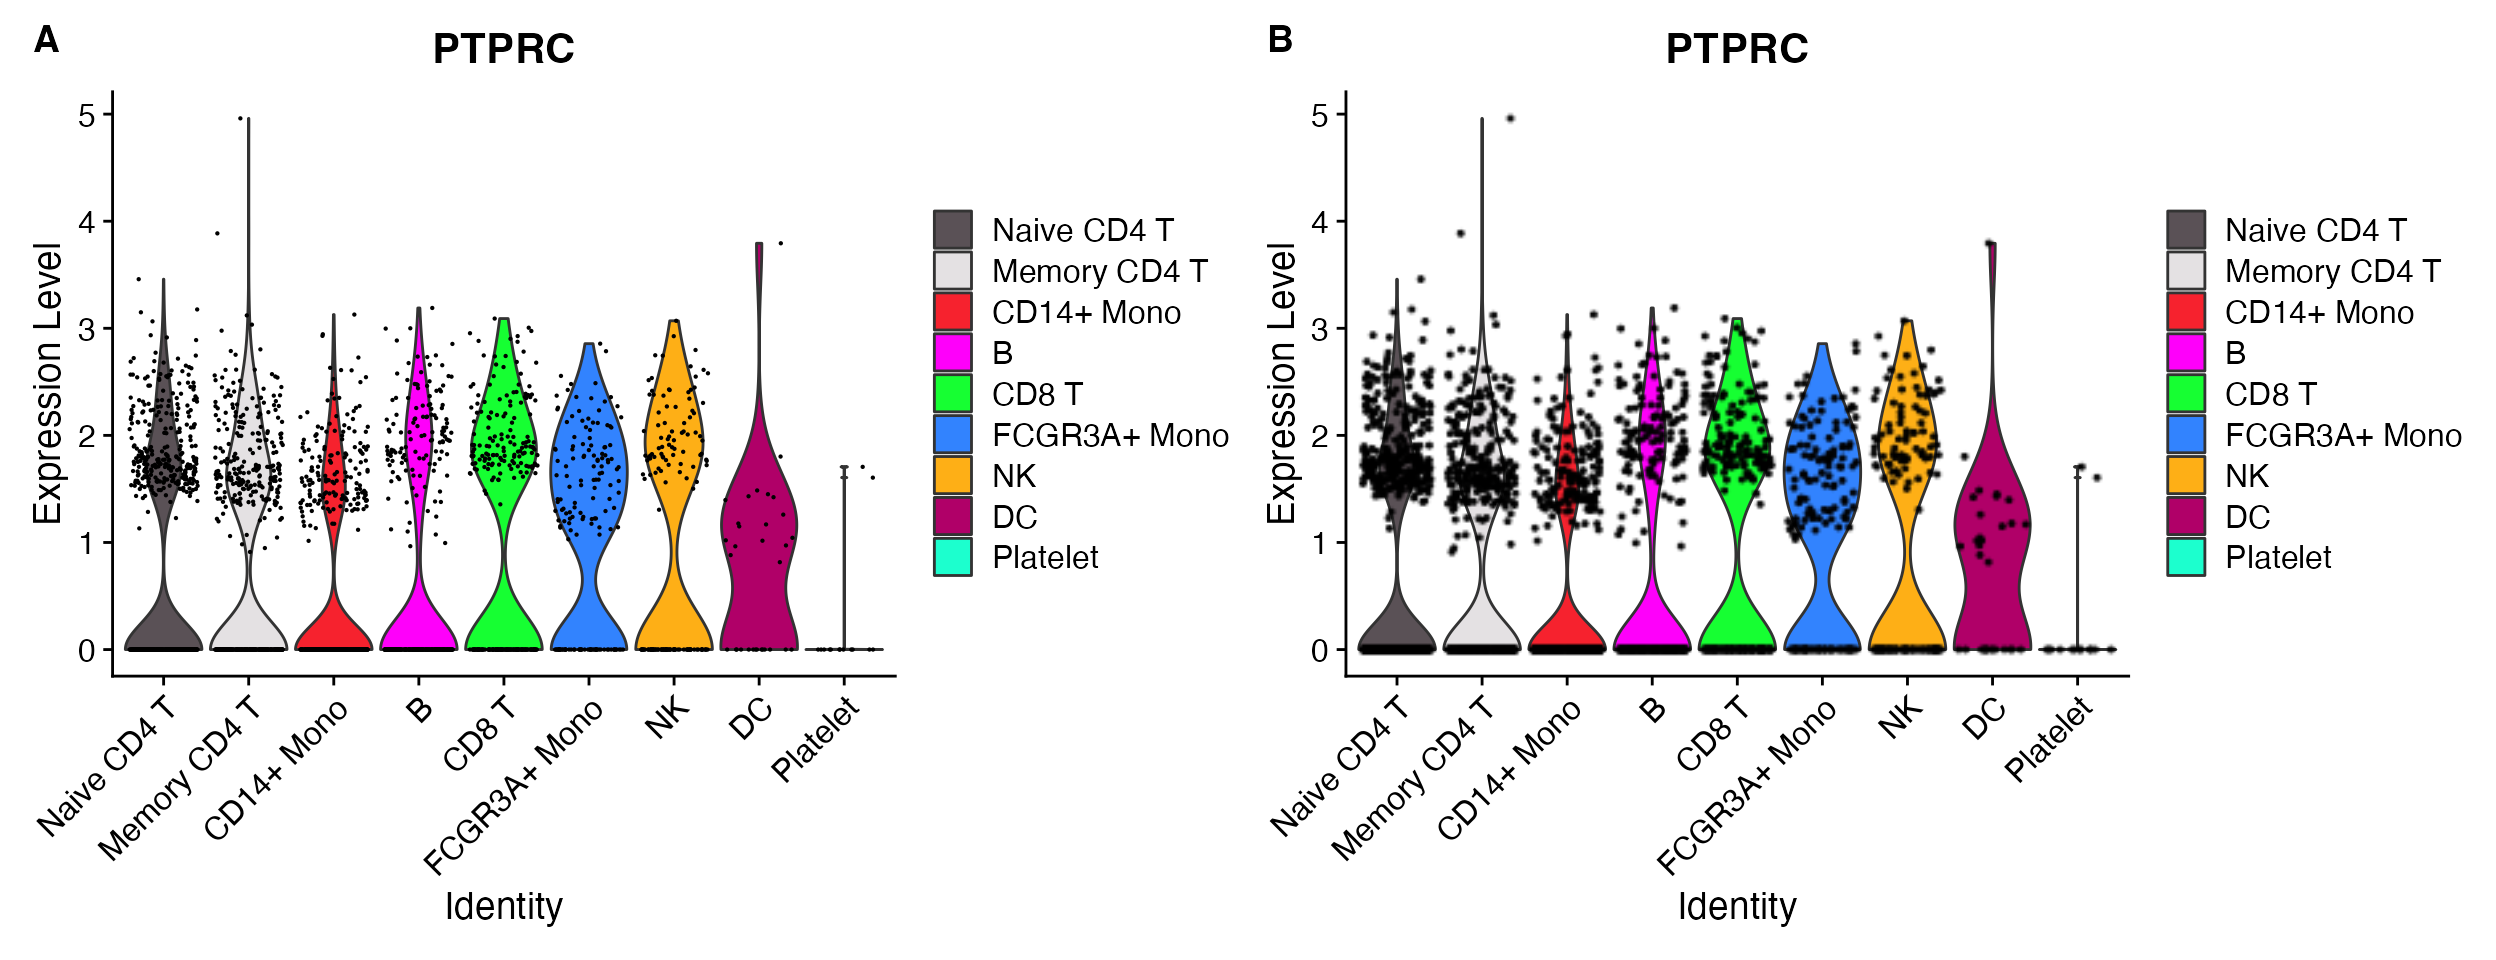 A
PTPRC
Expression Level
5
4
3
2
1
0
Naive CD4 T
Memory CD4 T
CD14+ Mono
B
CD8 T
FCGR3A+ Mono
NK
DC
Platelet
Identity
Naive CD4 T
Memory CD4 T
CD14+ Mono
B
CD8 T
FCGR3A+ Mono
NK
DC
Platelet
B
PTPRC
Expression Level
5
4
3
2
1
0
Naive CD4 T
Memory CD4 T
CD14+ Mono
B
CD8 T
FCGR3A+ Mono
NK
DC
Platelet
Identity
Naive CD4 T
Memory CD4 T
CD14+ Mono
B
CD8 T
FCGR3A+ Mono
NK
DC
Platelet